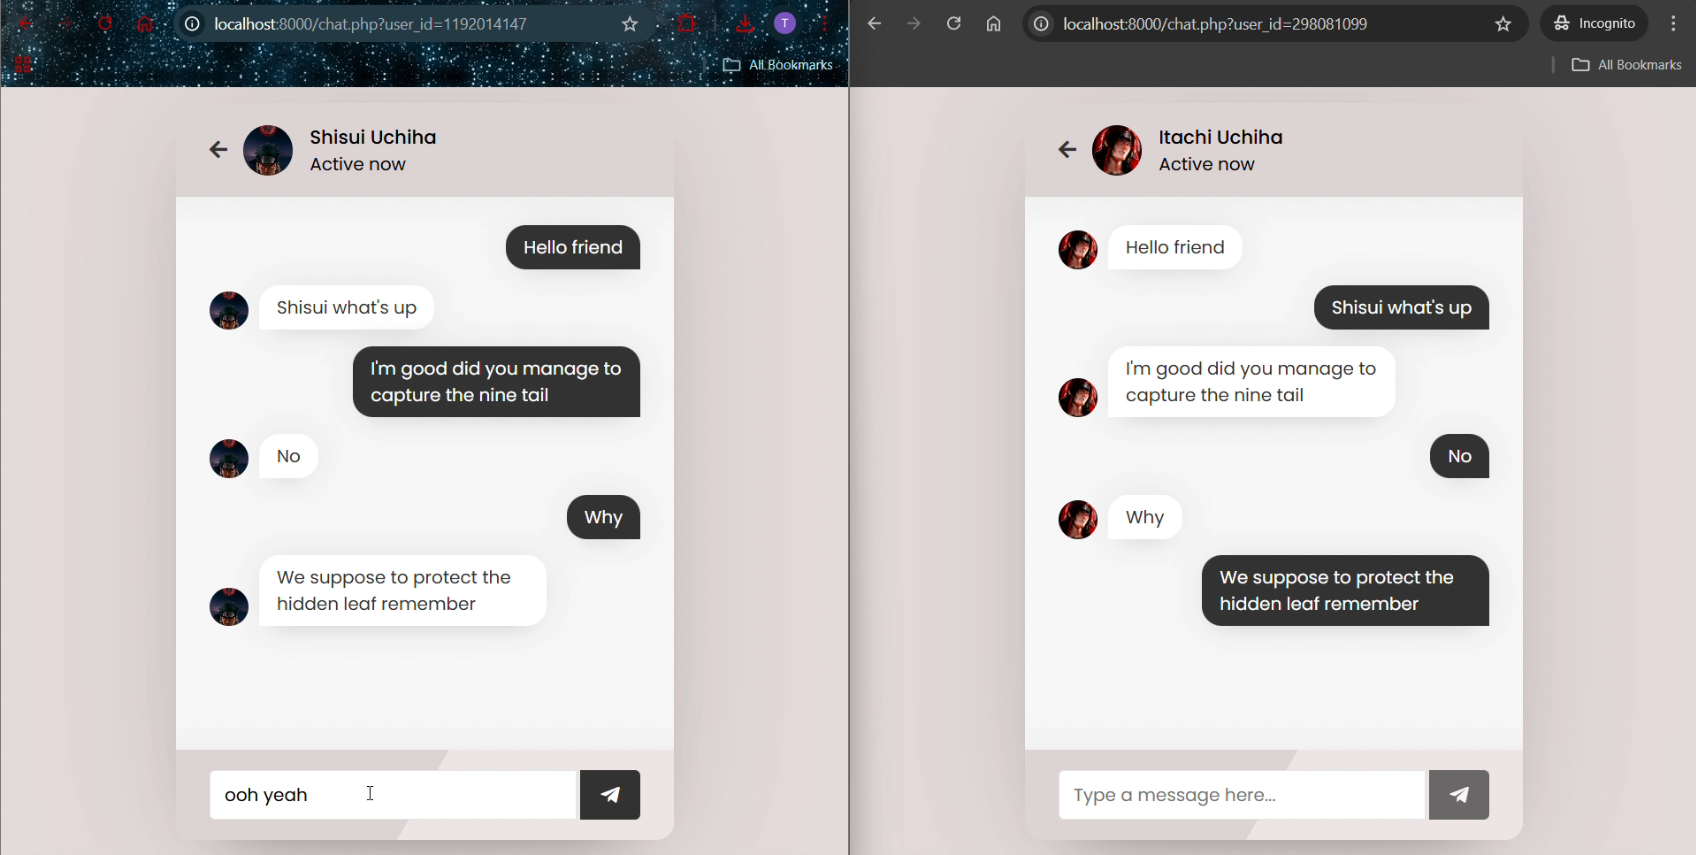 localhost:8000/chat.php?user_id=1192014147
T
All Bookmarks
Shisui Uchiha
Active now
Hello friend
Shisui what's up
I'm good did you manage to
capture the nine tail
No
Why
We suppose to protect the
hidden leaf remember
ooh yeah
localhost:8000/chat.php?user_id=298081099
Incognito
All Bookmarks
Itachi Uchiha
Active now
Hello friend
Shisui what's up
I'm good did you manage to
capture the nine tail
No
Why
We suppose to protect the
hidden leaf remember
Type a message here...